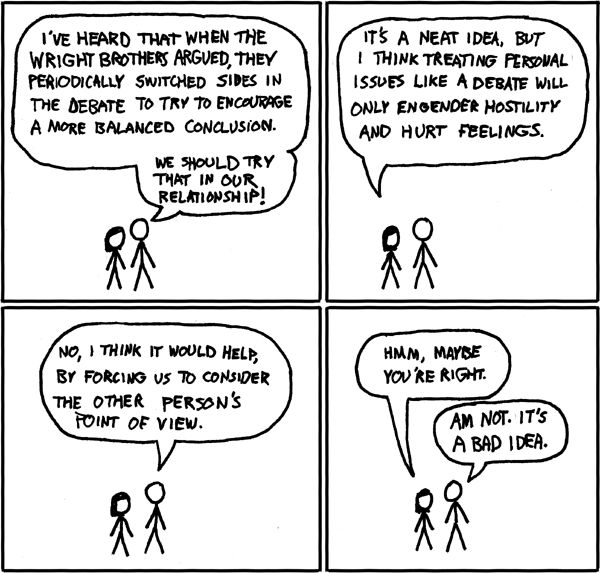 I'VE HEARD THAT WHEN THE
WRIGHT BROTHERS ARGUED, THEY
PERIODICALLY SWITCHED SIDES IN
THE DEBATE TO TRY TO ENCOURAGE
A MORE BALANCED CONCLUSION.
WE SHOULD TRY
THAT IN OUR
RELATIONSHIP!
IT'S A NEAT IDEA, BUT
I THINK TREATING PERSONAL
ISSUES LIKE A DEBATE WILL
ONLY ENGENDER HOSTILITY
AND HURT FEELINGS.
NO, I THINK IT WOULD HELP,
BY FORCING US TO CONSIDER
THE OTHER PERSON'S
POINT OF VIEW.
HMM, MAYBE
YOU'RE RIGHT.
AM NOT. IT'S
A BAD IDEA.